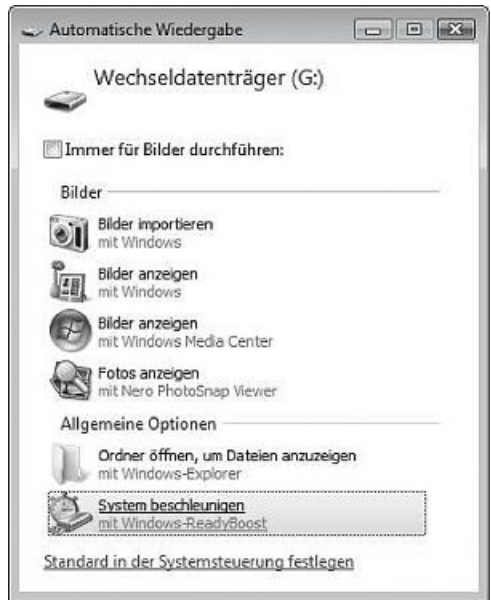 Automatische Wiedergabe
Wechseldatenträger (G:)
Immer für Bilder durchführen:
Bilder
Bilder importieren
mit Windows
Bilder anzeigen
mit Windows
Bilder anzeigen
mit Windows Media Center
Fotos anzeigen
mit Nero PhotoSnap Viewer
Allgemeine Optionen
Ordner öffnen, um Dateien anzuzeigen
mit Windows-Explorer
System beschleunigen
mit Windows-ReadyBoost
Standard in der Systemsteuerung festlegen